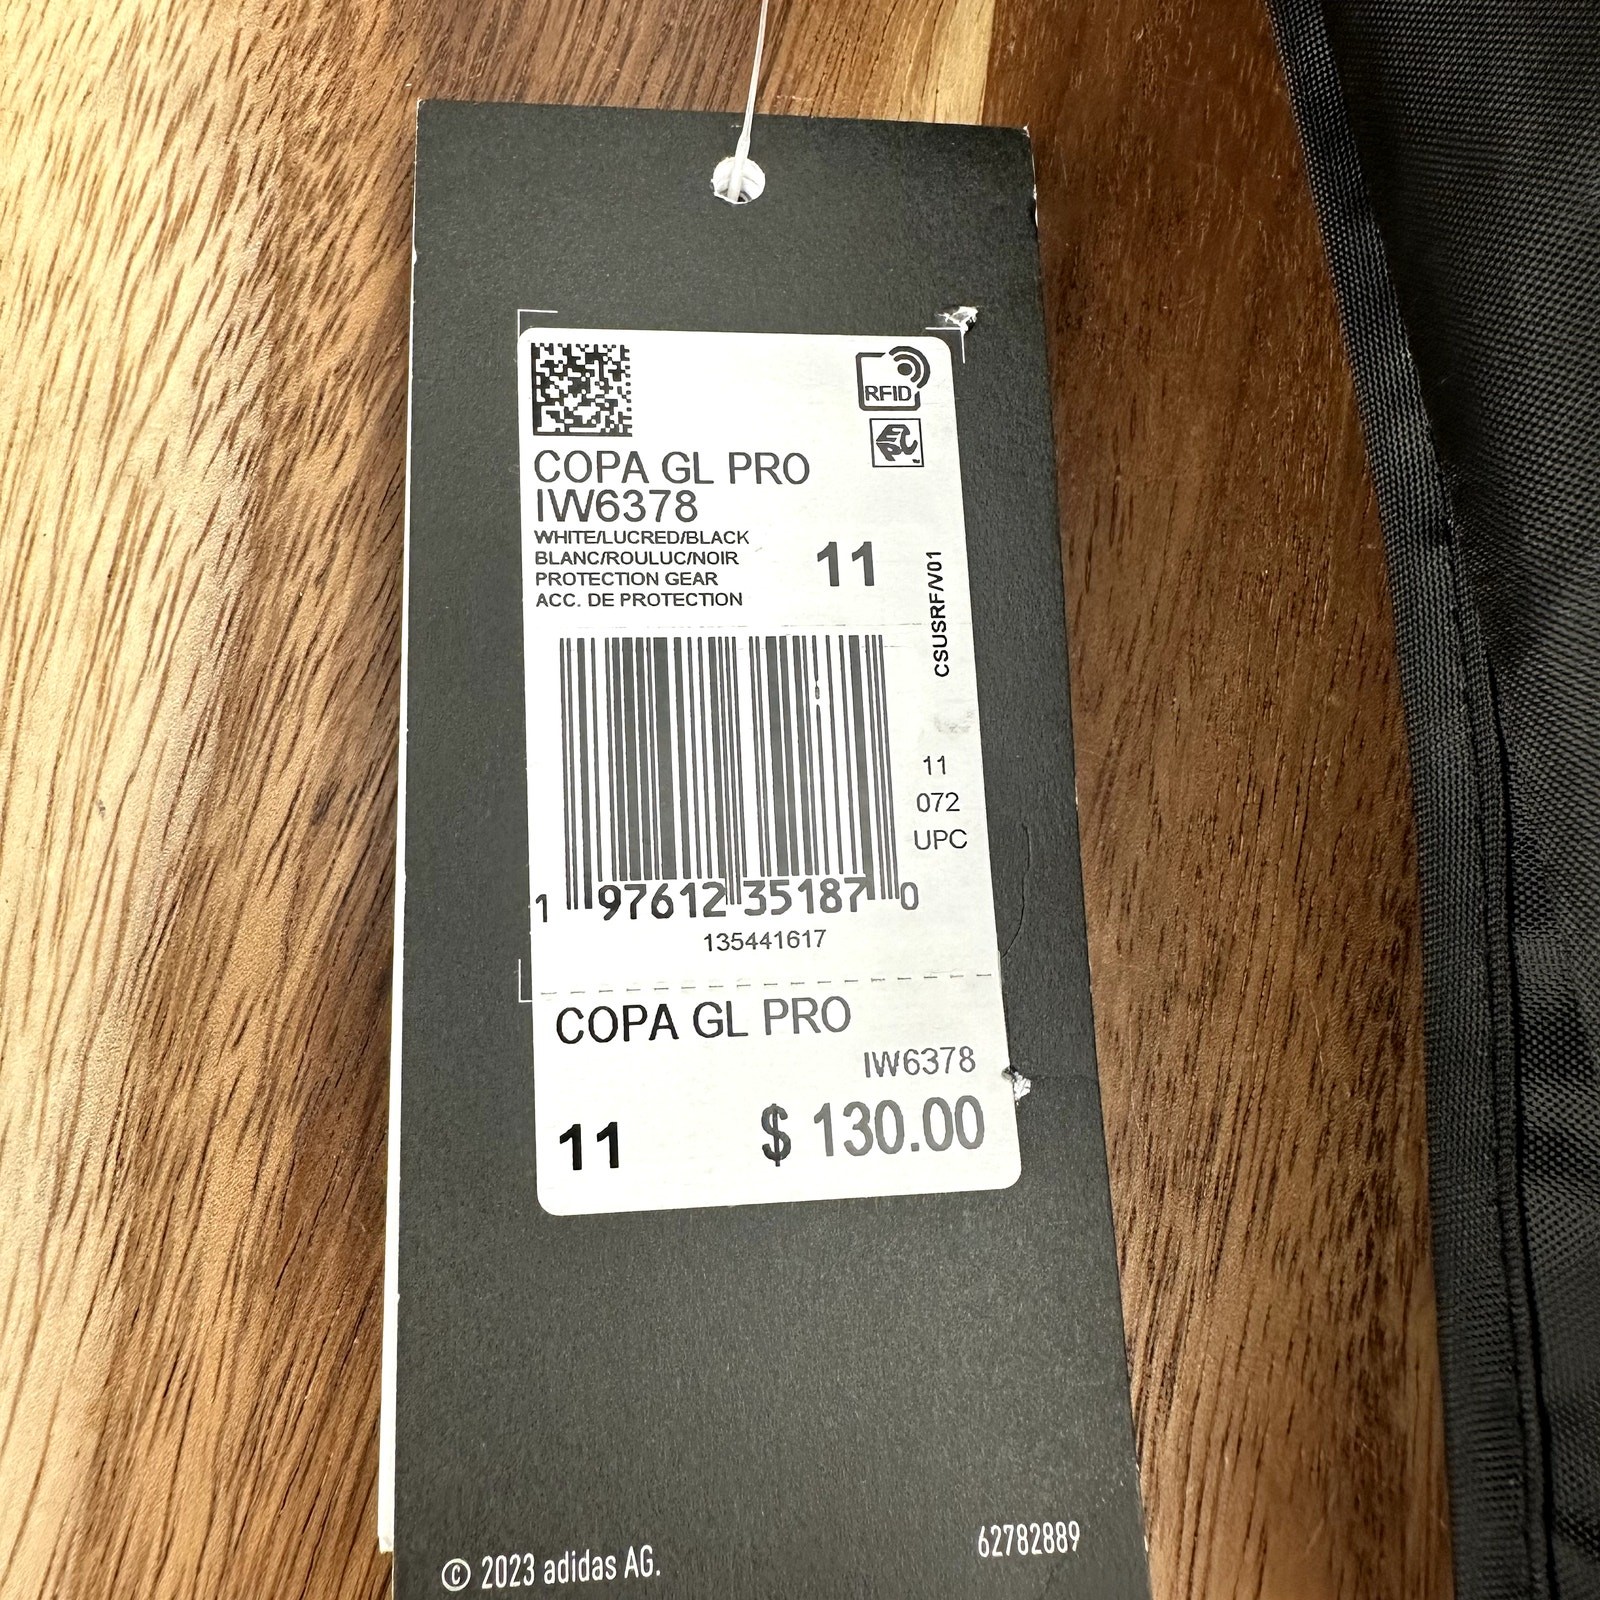 RFID
EPC
COPA GL PRO
IW6378
WHITE/LUCRED/BLACK
BLANC/ROULUC/NOIR
PROTECTION GEAR
ACC. DE PROTECTION
11
CSUSRF/V01
11
072
UPC
1 97612 35187 0
135441617
COPA GL PRO
IW6378
11 $ 130.00
62782889
© 2023 adidas AG.